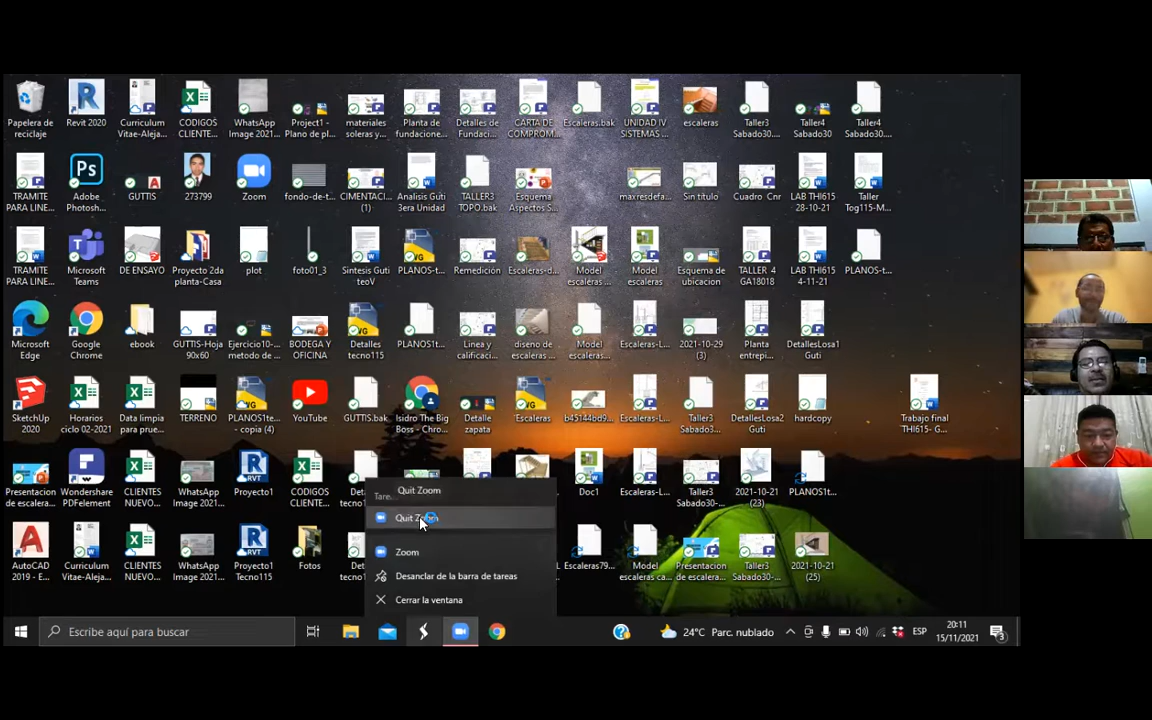 Papelera de
reciclaje
Revit 2020
Curriculum
Vitae-Aleja...
CODIGOS
CLIENTE...
WhatsApp
Image 2021...
Project1 -
Plano de pl...
materiales
soleras y...
Planta de
fundacione...
Detalles de
Fundaci...
CARTA DE
COMPROM...
Escaleras.bak
UNIDAD IV
SISTEMAS ...
escaleras
Taller3
Sabado30...
Taller4
Sabado30
Taller4
Sabado30...
TRAMITE
PARA LINE...
Adobe
Photosh...
GUTTIS
273799
Zoom
fondo-de-t...
CIMENTACI...
(1)
Analisis Guti
3era Unidad
TALLER3
TOPO.bak
Esquema
Aspectos S...
maxresdefa...
Sin titulo
Cuadro_Cnr
LAB THI615
28-10-21
Taller
Tog115-M...
TRAMITE
PARA LINE...
Microsoft
Teams
DE ENSAYO
Proyecto 2da
planta-Casa
plot
foto01_3
Sintesis Guti
teoV
PLANOS-t...
Remedición
Escaleras-d...
Model
escaleras ...
Model
escaleras
Esquema de
ubicacion
TALLER_4
GA18018
LAB THI615
4-11-21
PLANOS-t...
Microsoft
Edge
Google
Chrome
ebook
GUTTIS-Hoja
90x60
Ejercicio10-...
metodo de ...
BODEGA Y
OFICINA
Detalles
tecno115
PLANOS1t...
Linea y
calificaci...
diseno de
escaleras ...
Model
escaleras...
Escaleras-L...
2021-10-29
(3)
Planta
entrepi...
DetallesLosa1
Guti
SketchUp
2020
Horarios
ciclo 02-2021
Data limpia
para prue...
TERRENO
PLANOS1te...
- copia (4)
YouTube
GUTTIS.bak
Isidro The Big
Boss - Chro...
Detalle
zapata
Escaleras
b45144bd9...
Escaleras-L...
Taller3
Sabado3...
DetallesLosa2
Guti
hardcopy
Trabajo final
THI615- G...
Presentacion
de escalera...
Wondershare
PDFelement
CLIENTES
NUEVO...
WhatsApp
Image 2021...
Proyecto1
CODIGOS
CLIENTE...
Doc1
Escaleras-L...
Taller3
Sabado30-...
2021-10-21
(23)
PLANOS1t...
AutoCAD
2019 - E...
Curriculum
Vitae-Aleja...
CLIENTES
NUEVO...
WhatsApp
Image 2021...
Proyecto1
Tecno115
Fotos
Escaleras79...
Model
escaleras ca...
Presentacion
de escalera...
Taller3
Sabado30-...
2021-10-21
(25)
Quit Zoom
Tare...
Quit Zoom
Zoom
Desanclar de la barra de tareas
Cerrar la ventana
Escribe aquí para buscar
24°C Parc. nublado
ESP
20:11
15/11/2021
3